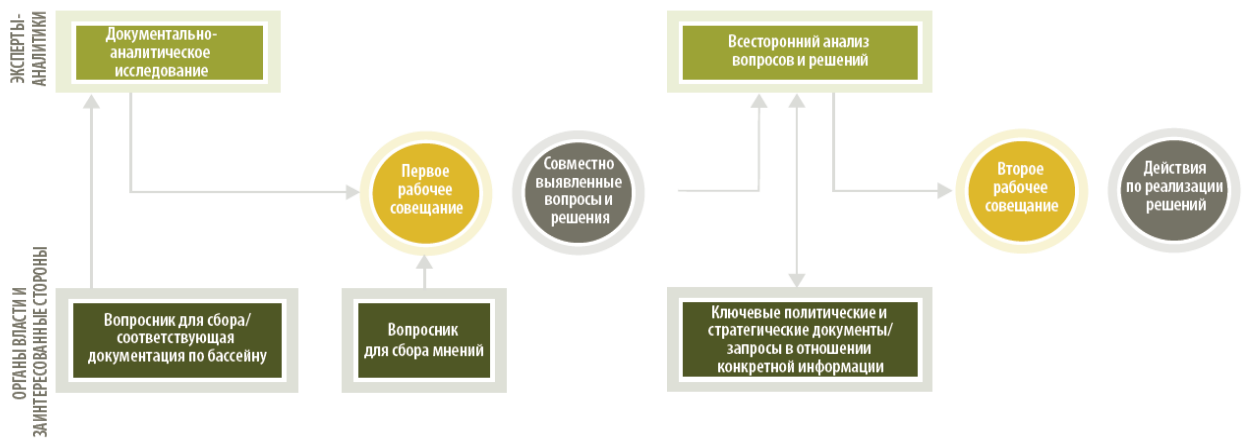 ЭКСПЕРТЫ-
АНАЛИТИКИ
Документально-
аналитическое
исследование
Всесторонний анализ
вопросов и решений
Первое
рабочее
совещание
Совместно
выявленные
вопросы и
решения
Второе
рабочее
совещание
Действия
по реализации
решений
ОРГАНЫ ВЛАСТИ И
ЗАИНТЕРЕСОВАННЫЕ СТОРОНЫ
Вопросник для сбора/
соответствующая
документация по бассейну
Вопросник
для сбора мнений
Ключевые политические и
стратегические документы/
запросы в отношении
конкретной информации